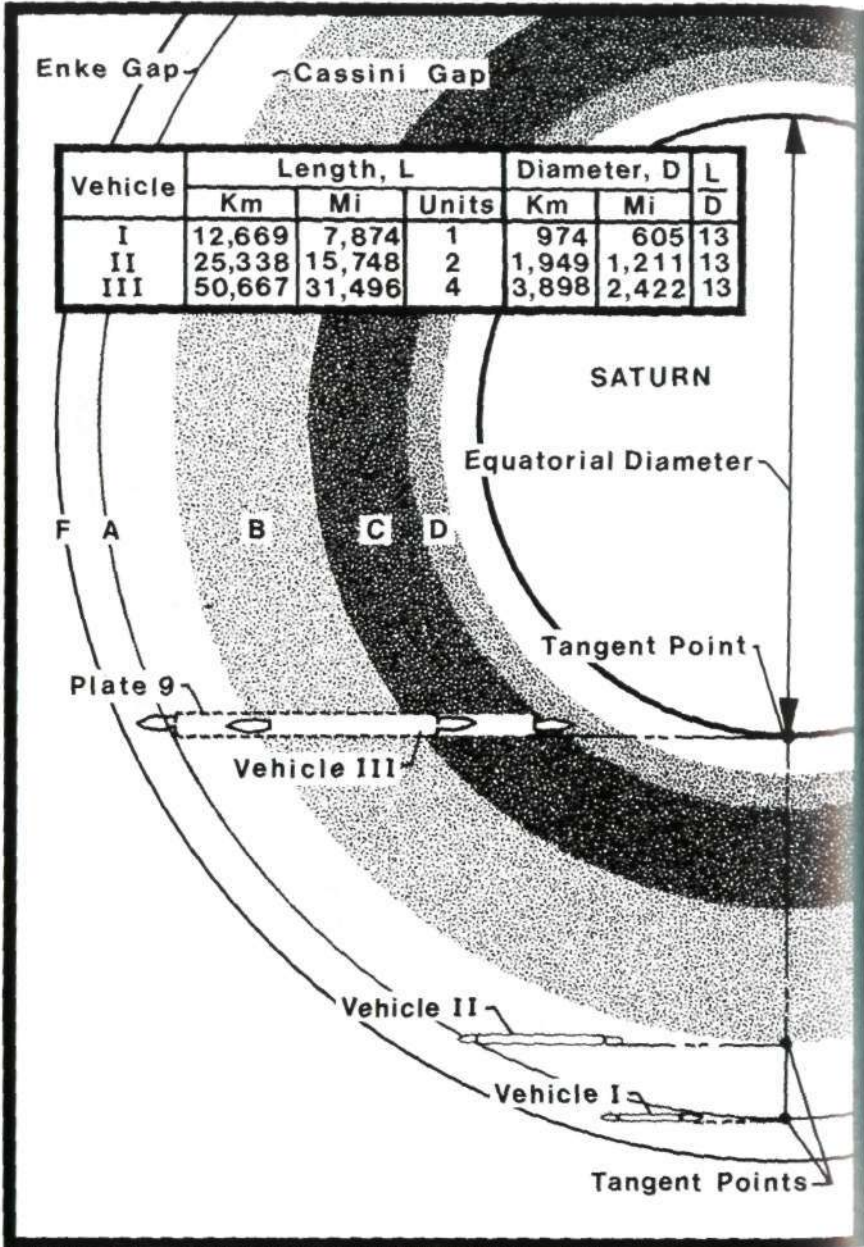 Enke Gap
Cassini Gap
Vehicle Length, L Diameter, D L/D
Km Mi Units Km Mi
I 12,669 7,874 1 974 605 13
II 25,338 15,748 2 1,949 1,211 13
III 50,667 31,496 4 3,898 2,422 13
SATURN
Equatorial Diameter
F A B C D
Tangent Point
Plate 9
Vehicle III
Vehicle II
Vehicle I
Tangent Points